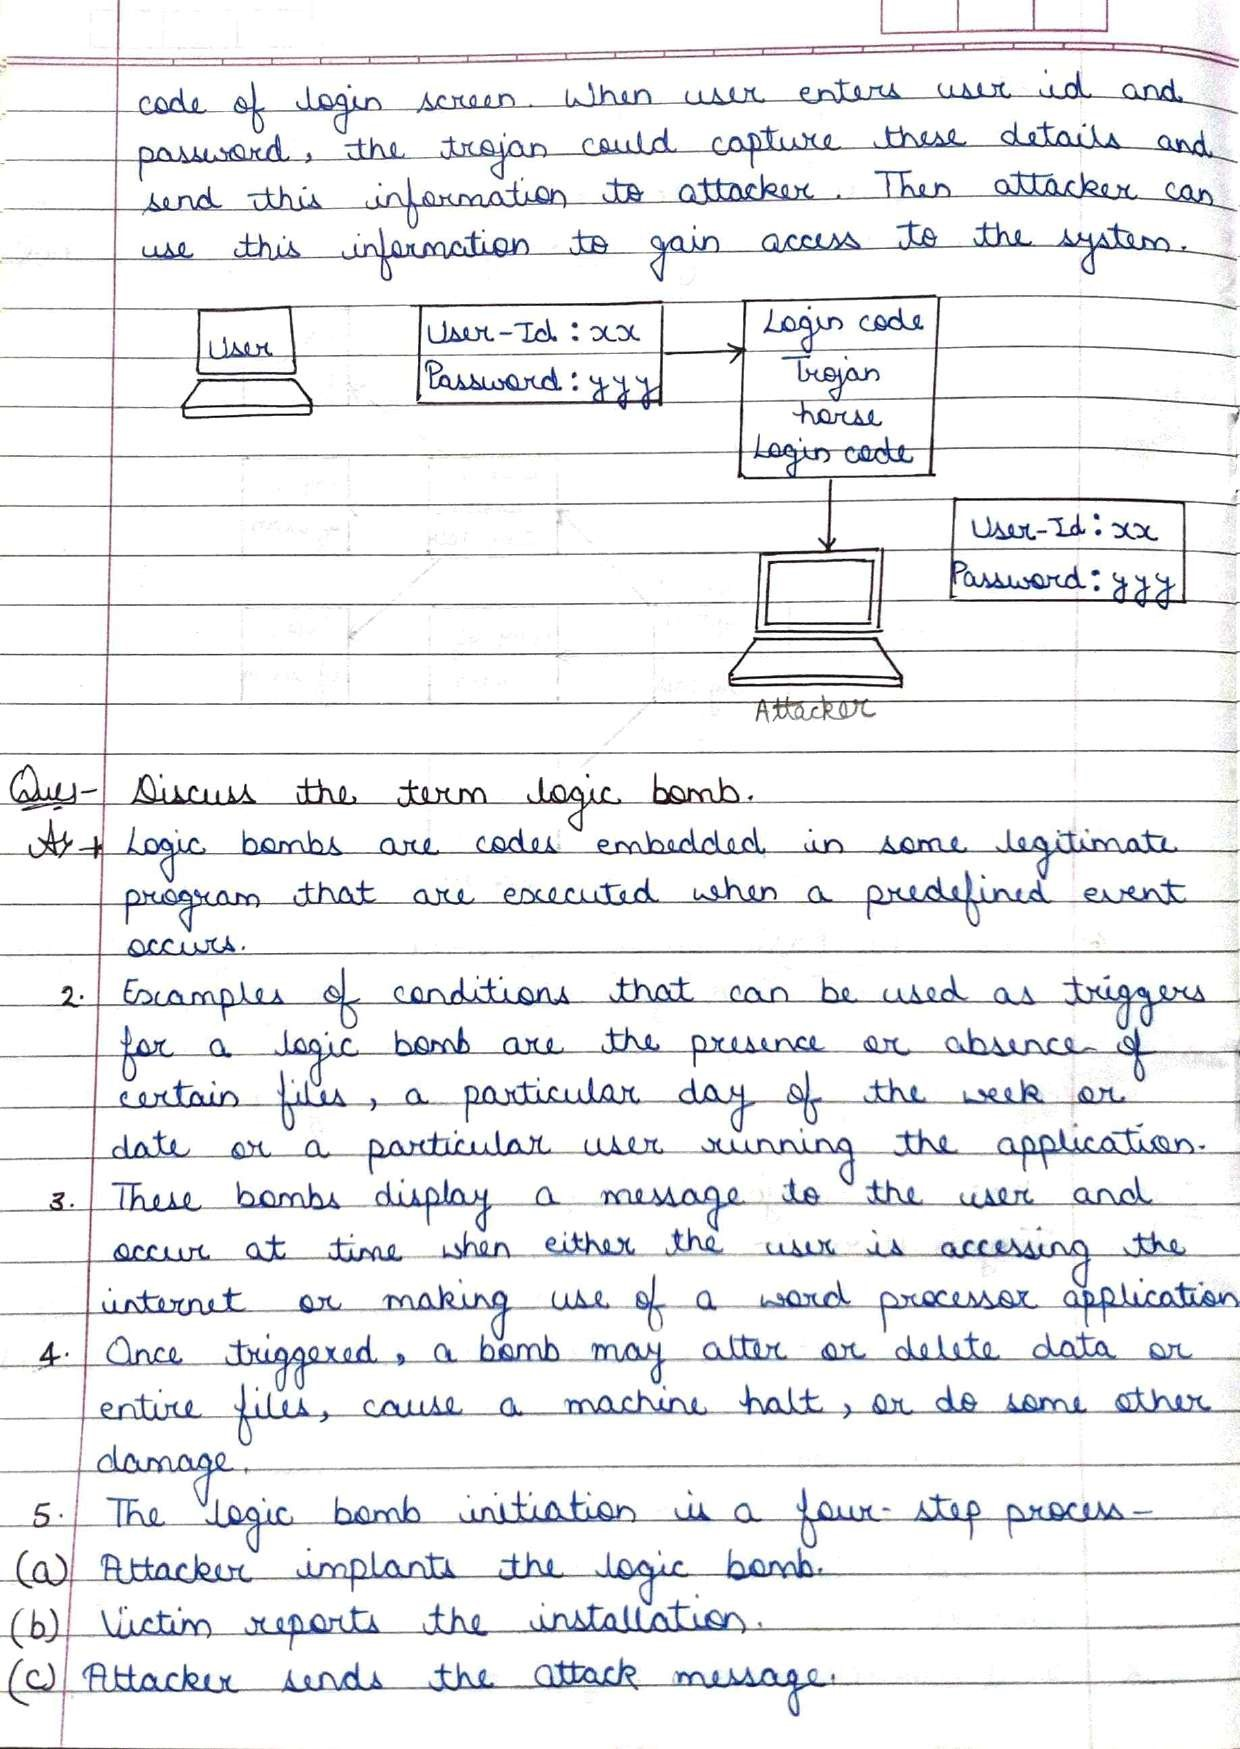 code of login screen. When user enters user id and
password, the trojan could capture these details and
send this information to attacker. Then attacker can
use this information to gain access to the system.
User
User-Id : xx
Password : yyy
Login code
Trojan
horse
Login code
User-Id : xx
Password : yyy
Attacker
Ques- Discuss the term logic bomb.
Logic bombs are codes embedded in some legitimate
program that are executed when a predefined event
occurs.
2. Examples of conditions that can be used as triggers
for a logic bomb are the presence or absence of
certain files, a particular day of the week or
date or a particular user running the application.
3. These bombs display a message to the user and
occur at time when either the user is accessing the
internet or making use of a word processor application
4. Once triggered, a bomb may alter or delete data or
entire files, cause a machine halt, or do some other
damage.
5. The logic bomb initiation is a four-step process-
(a) Attacker implants the logic bomb.
(b) Victim reports the installation.
(c) Attacker sends the attack message.